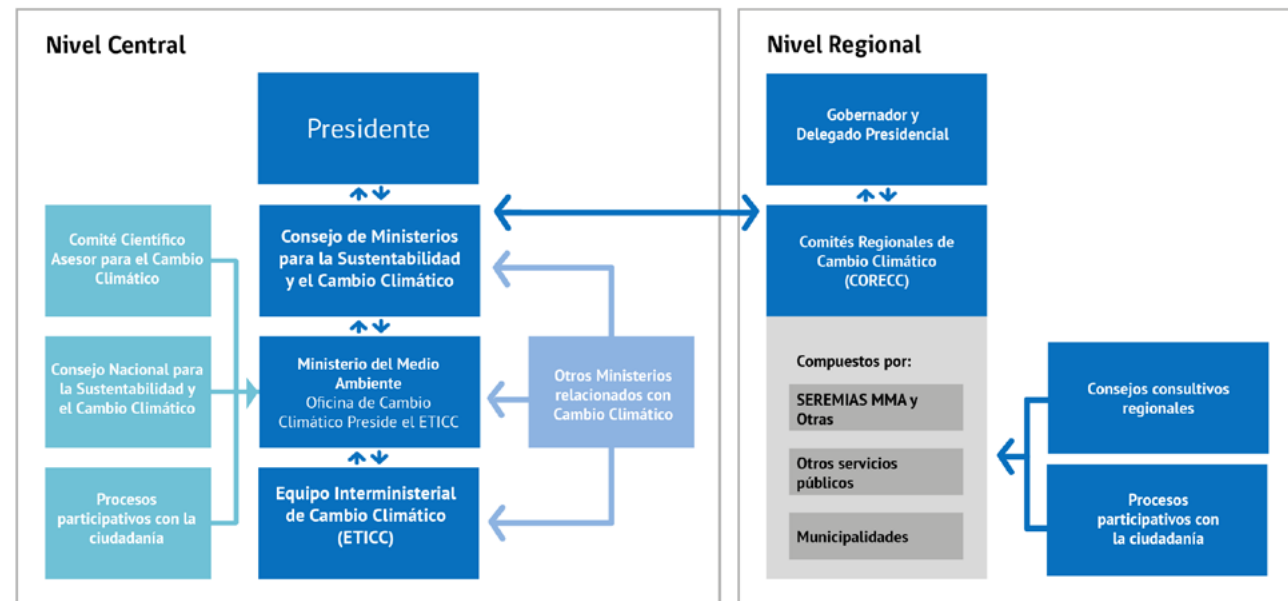 Nivel Central
Presidente
Comité Científico
Asesor para el Cambio
Climático
Consejo Nacional para
la Sustentabilidad y
el Cambio Climático
Procesos
participativos con la
ciudadanía
Consejo de Ministerios
para la Sustentabilidad
y el Cambio Climático
Ministerio del Medio
Ambiente
Oficina de Cambio
Climático Preside el ETICC
Equipo Interministerial
de Cambio Climático
(ETICC)
Otros Ministerios
relacionados con
Cambio Climático
Nivel Regional
Gobernador y
Delegado Presidencial
Comités Regionales de
Cambio Climático
(CORECC)
Compuestos por:
SEREMIAS MMA y
Otras
Otros servicios
públicos
Municipalidades
Consejos consultivos
regionales
Procesos
participativos con
la ciudadanía